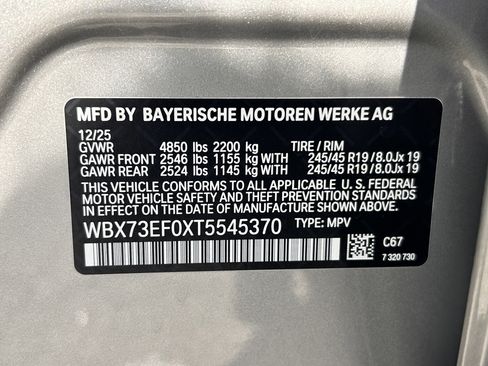 MFD BY BAYERISCHE MOTOREN WERKE AG
12/25
GVWR 4850 lbs 2200 kg TIRE / RIM
GAWR FRONT 2546 lbs 1155 kg WITH 245/45 R19 / 8.0Jx 19
GAWR REAR 2524 lbs 1145 kg WITH 245/45 R19 / 8.0Jx 19
THIS VEHICLE CONFORMS TO ALL APPLICABLE U. S. FEDERAL
MOTOR VEHICLE SAFETY AND THEFT PREVENTION STANDARDS
IN EFFECT ON THE DATE OF MANUFACTURE SHOWN ABOVE.
WBX73EF0XT5545370 TYPE: MPV
C67
7 320 730